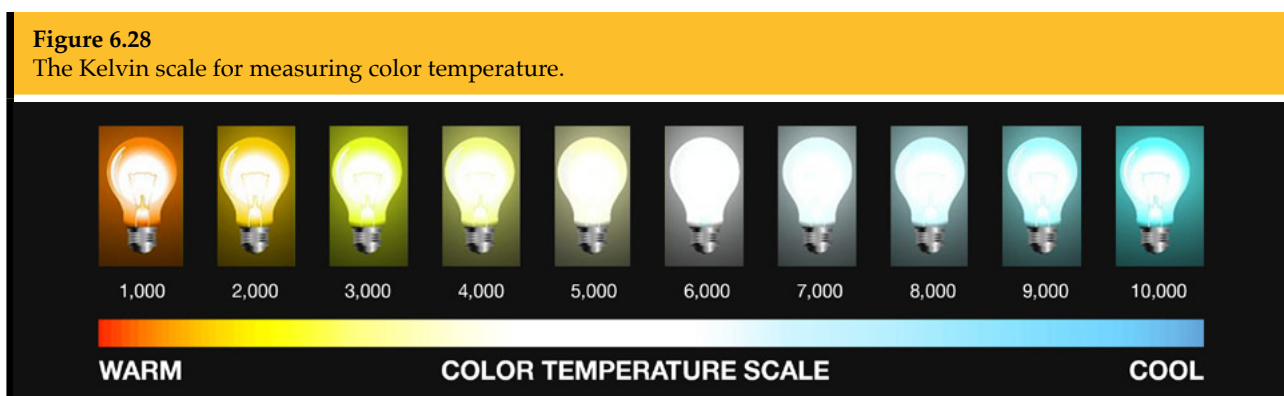 Figure 6.28
The Kelvin scale for measuring color temperature.
1,000 2,000 3,000 4,000 5,000 6,000 7,000 8,000 9,000 10,000
WARM COLOR TEMPERATURE SCALE COOL